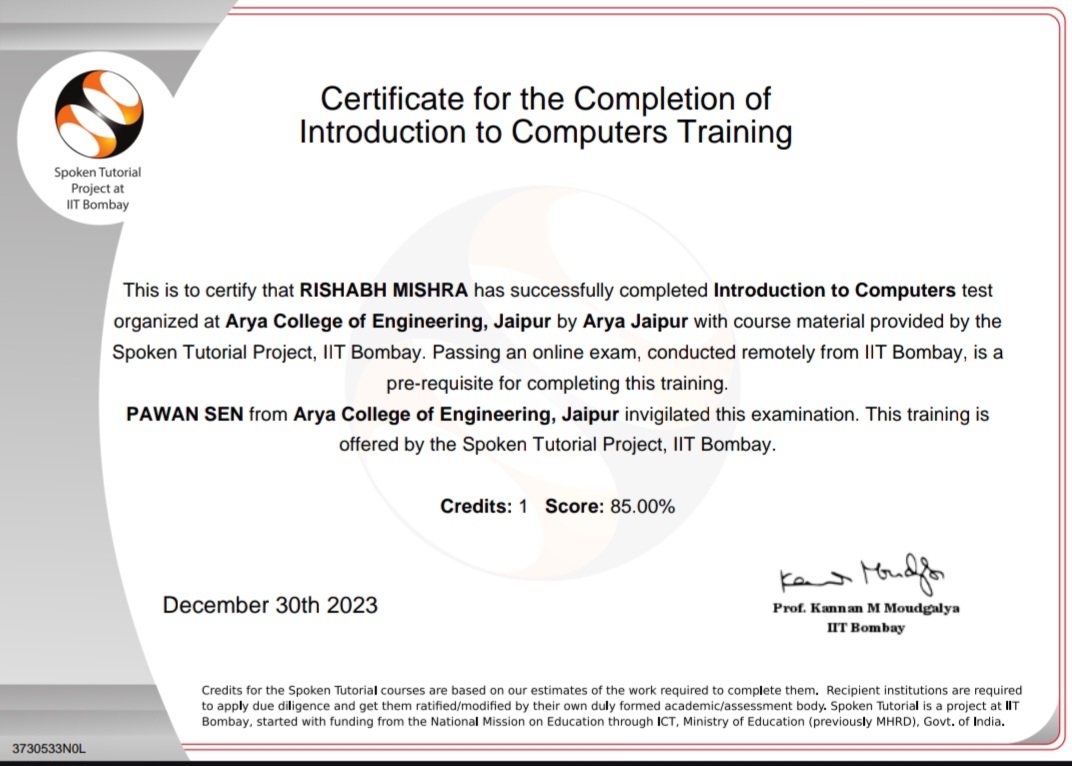 Spoken Tutorial
Project at
IIT Bombay
Certificate for the Completion of
Introduction to Computers Training
This is to certify that RISHABH MISHRA has successfully completed Introduction to Computers test
organized at Arya College of Engineering, Jaipur by Arya Jaipur with course material provided by the
Spoken Tutorial Project, IIT Bombay. Passing an online exam, conducted remotely from IIT Bombay, is a
pre-requisite for completing this training.
PAWAN SEN from Arya College of Engineering, Jaipur invigilated this examination. This training is
offered by the Spoken Tutorial Project, IIT Bombay.
Credits: 1 Score: 85.00%
December 30th 2023
Prof. Kannan M Moudgalya
IIT Bombay
Credits for the Spoken Tutorial courses are based on our estimates of the work required to complete them. Recipient institutions are required
to apply due diligence and get them ratified/modified by their own duly formed academic/assessment body. Spoken Tutorial is a project at IIT
Bombay, started with funding from the National Mission on Education through ICT, Ministry of Education (previously MHRD), Govt. of India.
3730533N0L